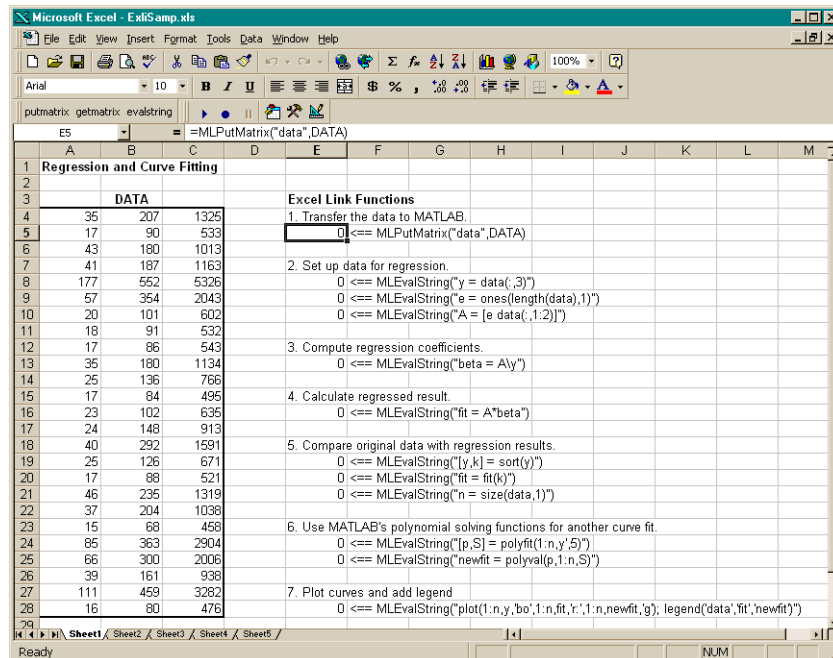 Microsoft Excel - ExliSamp.xls
File Edit View Insert Format Tools Data Window Help
100%
Arial 10 B I U $ % ,
putmatrix getmatrix evalstring
E5 = =MLPutMatrix("data",DATA)
A B C D E F G H I J K L M
1 Regression and Curve Fitting
2
3 DATA Excel Link Functions
4 35 207 1325 1. Transfer the data to MATLAB.
5 17 90 533 0 <== MLPutMatrix("data",DATA)
6 43 180 1013
7 41 187 1163 2. Set up data for regression.
8 177 552 5326 0 <== MLEvalString("y = data(:,3)")
9 57 354 2043 0 <== MLEvalString("e = ones(length(data),1)")
10 20 101 602 0 <== MLEvalString("A = [e data(:,1:2)]")
11 18 91 532
12 17 86 543 3. Compute regression coefficients.
13 35 180 1134 0 <== MLEvalString("beta = A\y")
14 25 136 766
15 17 84 495 4. Calculate regressed result.
16 23 102 635 0 <== MLEvalString("fit = A*beta")
17 24 148 913
18 40 292 1591 5. Compare original data with regression results.
19 25 126 671 0 <== MLEvalString("[y,k] = sort(y)")
20 17 88 521 0 <== MLEvalString("fit = fit(k)")
21 46 235 1319 0 <== MLEvalString("n = size(data,1)")
22 37 204 1038
23 15 68 458 6. Use MATLAB's polynomial solving functions for another curve fit.
24 85 363 2904 0 <== MLEvalString("[p,S] = polyfit(1:n,y',5)")
25 66 300 2006 0 <== MLEvalString("newfit = polyval(p,1:n,S)")
26 39 161 938
27 111 459 3282 7. Plot curves and add legend
28 16 80 476 0 <== MLEvalString("plot(1:n,y,'bo',1:n,fit,'r:',1:n,newfit,'g'); legend('data','fit','newfit')")
29
Sheet1 Sheet2 Sheet3 Sheet4 Sheet5
Ready NUM